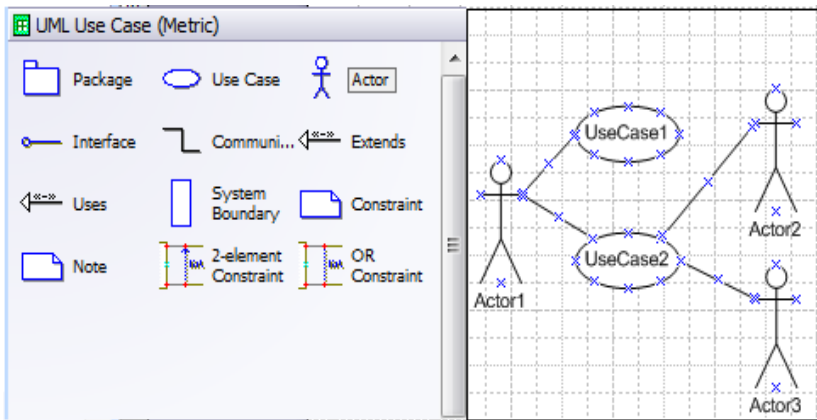 UML Use Case (Metric)
Package
Use Case
Actor
Interface
Communi...
Extends
Uses
System
Boundary
Constraint
Note
2-element
Constraint
OR
Constraint
UseCase1
UseCase2
Actor1
Actor2
Actor3